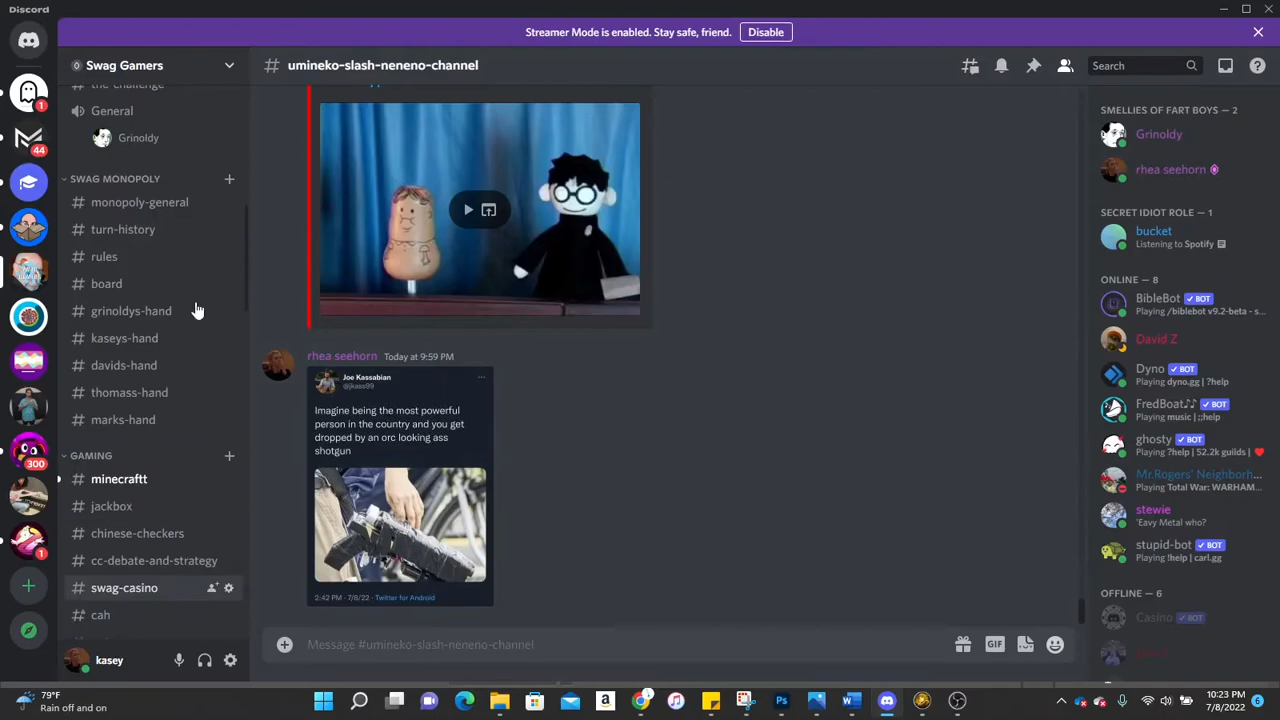 Discord
Streamer Mode is enabled. Stay safe, friend. Disable
Swag Gamers
the-challenge
General
Grinoldy
SWAG MONOPOLY
monopoly-general
turn-history
rules
board
grinoldys-hand
kaseys-hand
davids-hand
thomass-hand
marks-hand
GAMING
minecraftt
jackbox
chinese-checkers
cc-debate-and-strategy
swag-casino
cah
kasey
1
44
300
1
umineko-slash-neneno-channel
Search
rhea seehorn Today at 9:59 PM
Joe Kassabian
@jkass99
Imagine being the most powerful
person in the country and you get
dropped by an orc looking ass
shotgun
2:42 PM · 7/8/22 · Twitter for Android
Message #umineko-slash-neneno-channel
GIF
SMELLIES OF FART BOYS — 2
Grinoldy
rhea seehorn
SECRET IDIOT ROLE — 1
bucket
Listening to Spotify
ONLINE — 8
BibleBot BOT
Playing /biblebot v9.2-beta - s
David Z
Dyno BOT
Playing dyno.gg | ?help
FredBoat♪♪ BOT
Playing music | ;;help
ghosty BOT
Playing ?help | 52.2k guilds |
Mr.Rogers' Neighborh...
Playing Total War: WARHAM...
stewie
'Eavy Metal who?
stupid-bot BOT
Playing !help | carl.gg
OFFLINE — 6
Casino BOT
79°F
Rain off and on
10:23 PM
7/8/2022